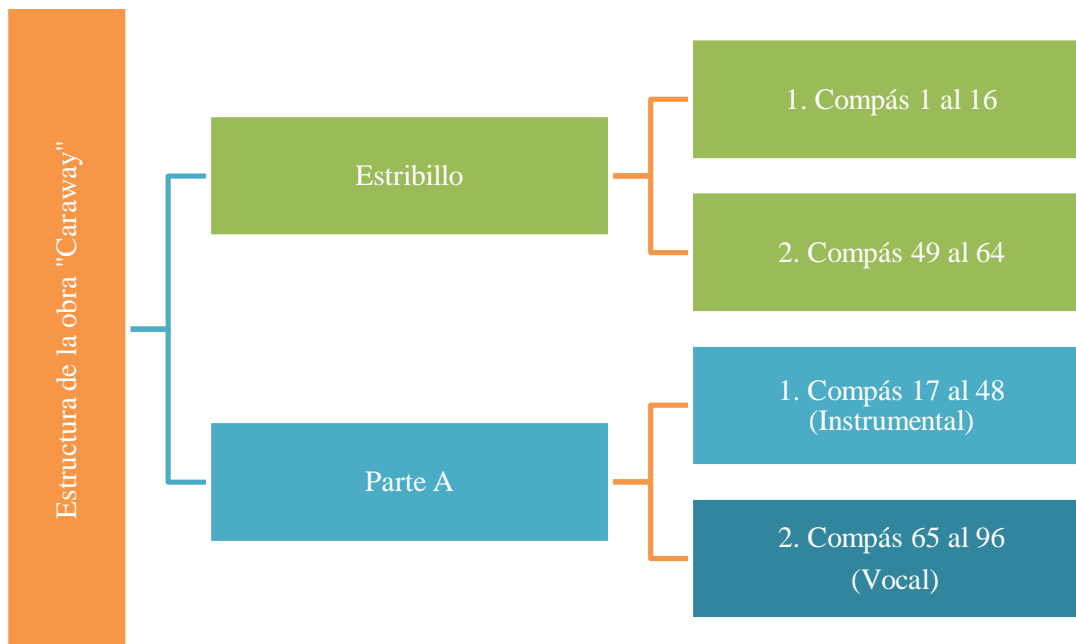 Estructura de la obra "Caraway"
Estribillo
1. Compás 1 al 16
2. Compás 49 al 64
Parte A
1. Compás 17 al 48
(Instrumental)
2. Compás 65 al 96
(Vocal)